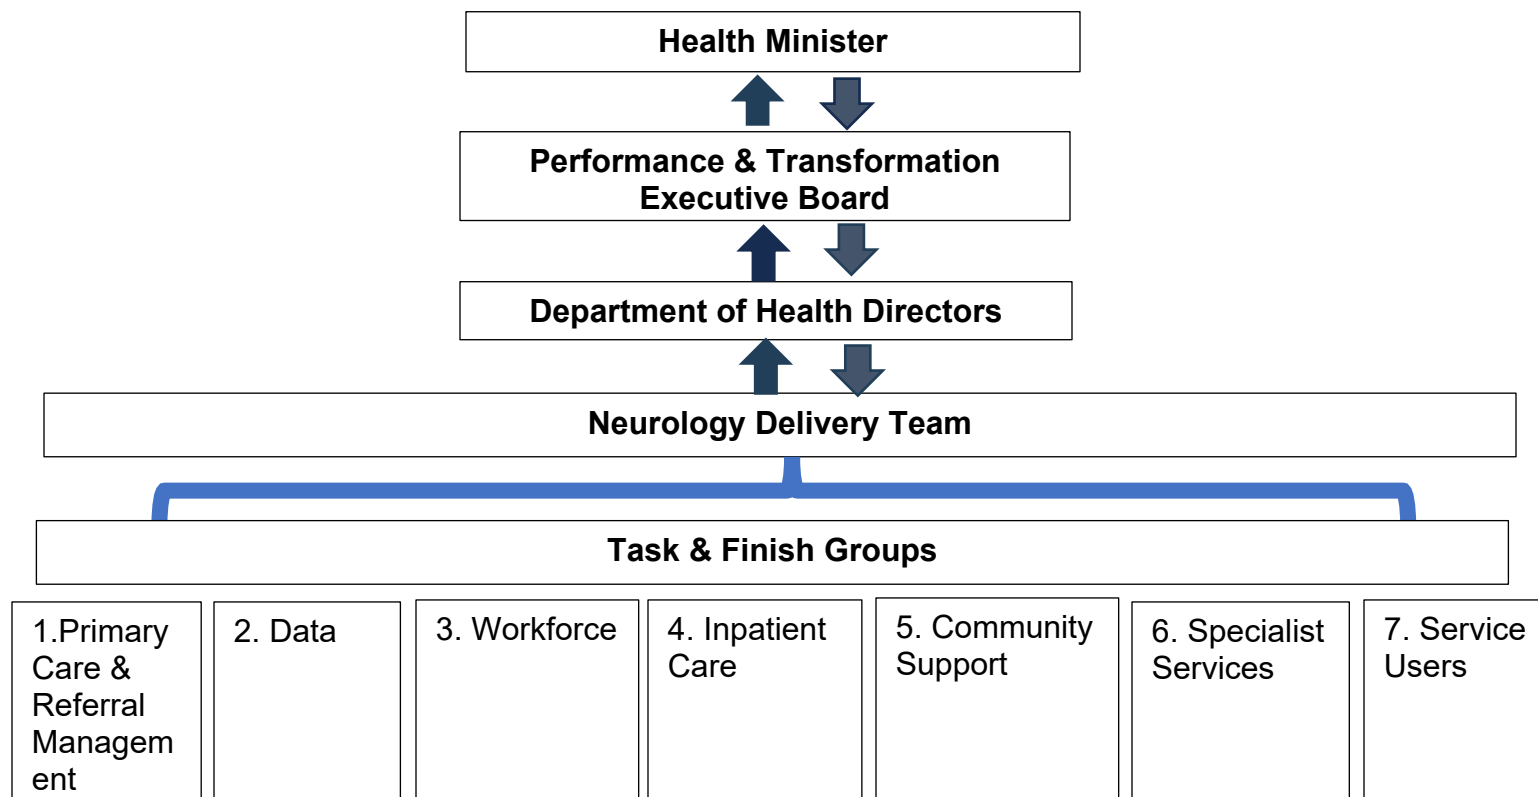 Health Minister
Performance & Transformation
Executive Board
Department of Health Directors
Neurology Delivery Team
Task & Finish Groups
1.Primary
Care &
Referral
Managem
ent
2. Data
3. Workforce
4. Inpatient
Care
5. Community
Support
6. Specialist
Services
7. Service
Users